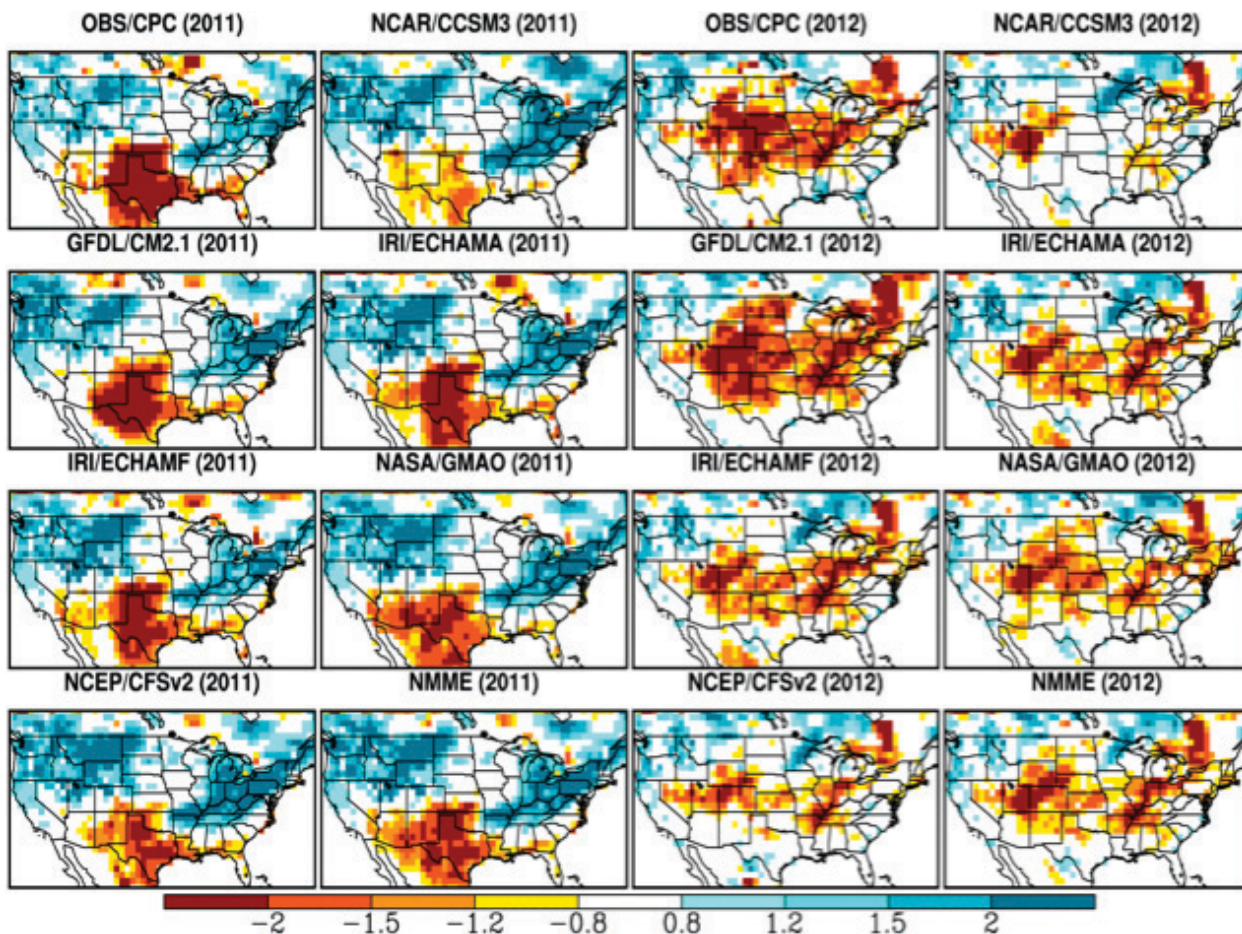 OBS/CPC (2011) NCAR/CCSM3 (2011) OBS/CPC (2012) NCAR/CCSM3 (2012)
GFDL/CM2.1 (2011) IRI/ECHAMA (2011) GFDL/CM2.1 (2012) IRI/ECHAMA (2012)
IRI/ECHAMF (2011) NASA/GMAO (2011) IRI/ECHAMF (2012) NASA/GMAO (2012)
NCEP/CFSv2 (2011) NMME (2011) NCEP/CFSv2 (2012) NMME (2012)
−2 −1.5 −1.2 −0.8 0.8 1.2 1.5 2